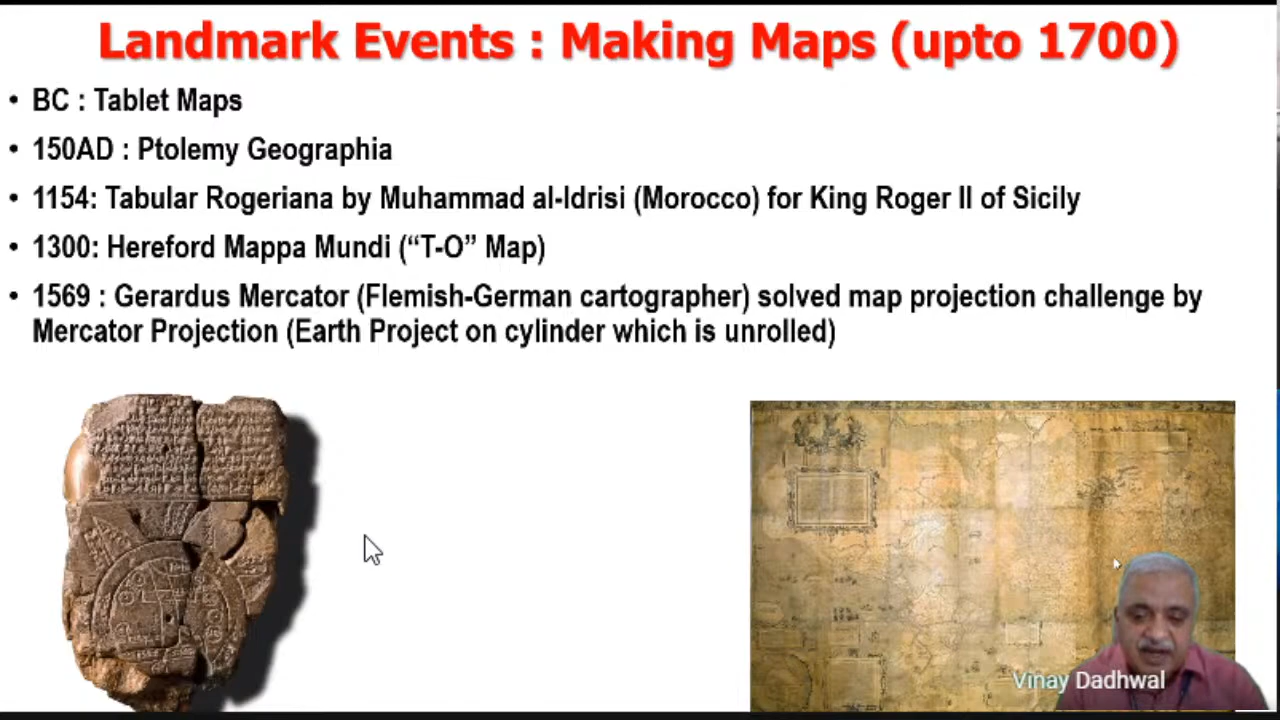 Landmark Events : Making Maps (upto 1700)
• BC : Tablet Maps
• 150AD : Ptolemy Geographia
• 1154: Tabular Rogeriana by Muhammad al-Idrisi (Morocco) for King Roger II of Sicily
• 1300: Hereford Mappa Mundi (“T-O” Map)
• 1569 : Gerardus Mercator (Flemish-German cartographer) solved map projection challenge by
Mercator Projection (Earth Project on cylinder which is unrolled)
Vinay Dadhwal